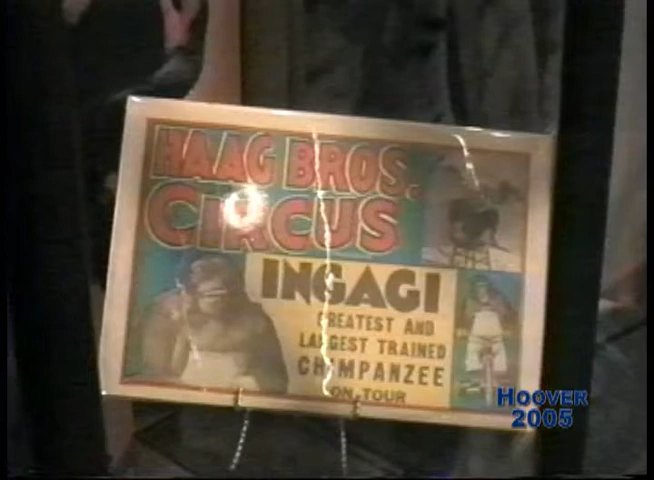 HAAG BROS.
CIRCUS
INGAGI
GREATEST AND
LARGEST TRAINED
CHIMPANZEE
ON TOUR
HOOVER
2005